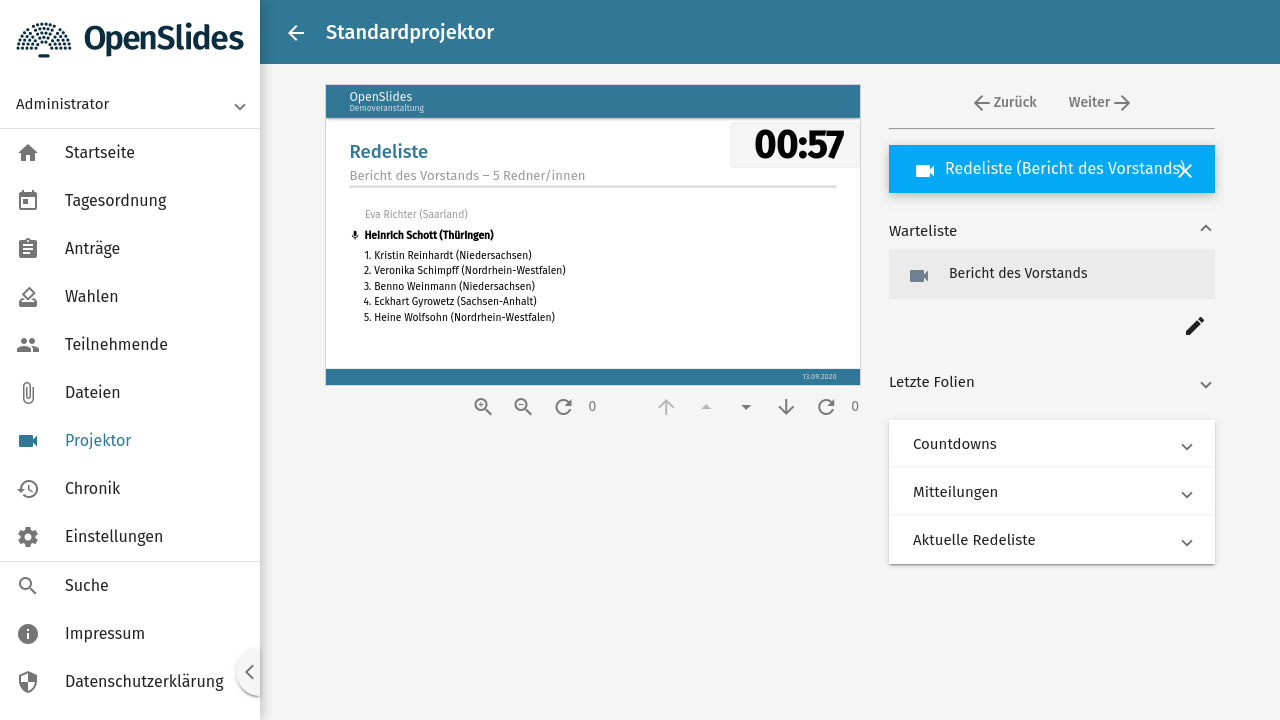 OpenSlides
Administrator
Startseite
Tagesordnung
Anträge
Wahlen
Teilnehmende
Dateien
Projektor
Chronik
Einstellungen
Suche
Impressum
Datenschutzerklärung
Standardprojektor
OpenSlides
Demoveranstaltung
00:57
Redeliste
Bericht des Vorstands – 5 Redner/innen
Eva Richter (Saarland)
Heinrich Schott (Thüringen)
1. Kristin Reinhardt (Niedersachsen)
2. Veronika Schimpff (Nordrhein-Westfalen)
3. Benno Weinmann (Niedersachsen)
4. Eckhart Gyrowetz (Sachsen-Anhalt)
5. Heine Wolfsohn (Nordrhein-Westfalen)
13.09.2020
0
0
Zurück Weiter
Redeliste (Bericht des Vorstands)
Warteliste
Bericht des Vorstands
Letzte Folien
Countdowns
Mitteilungen
Aktuelle Redeliste